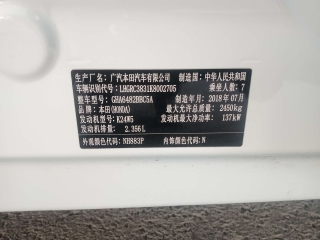 生产厂名：广汽本田汽车有限公司 制造国：中华人民共和国
车辆识别代号：LHGRC3831K8002705 乘坐人数：7
整车型号：GHA6482BBC5A 制造年月：2018年07月
品牌：本田(HONDA) 最大允许总质量：2450kg
发动机型号：K24W5 发动机最大净功率：137kW
发动机排量：2.356L
外观颜色代码：NH883P 内饰颜色代码：N